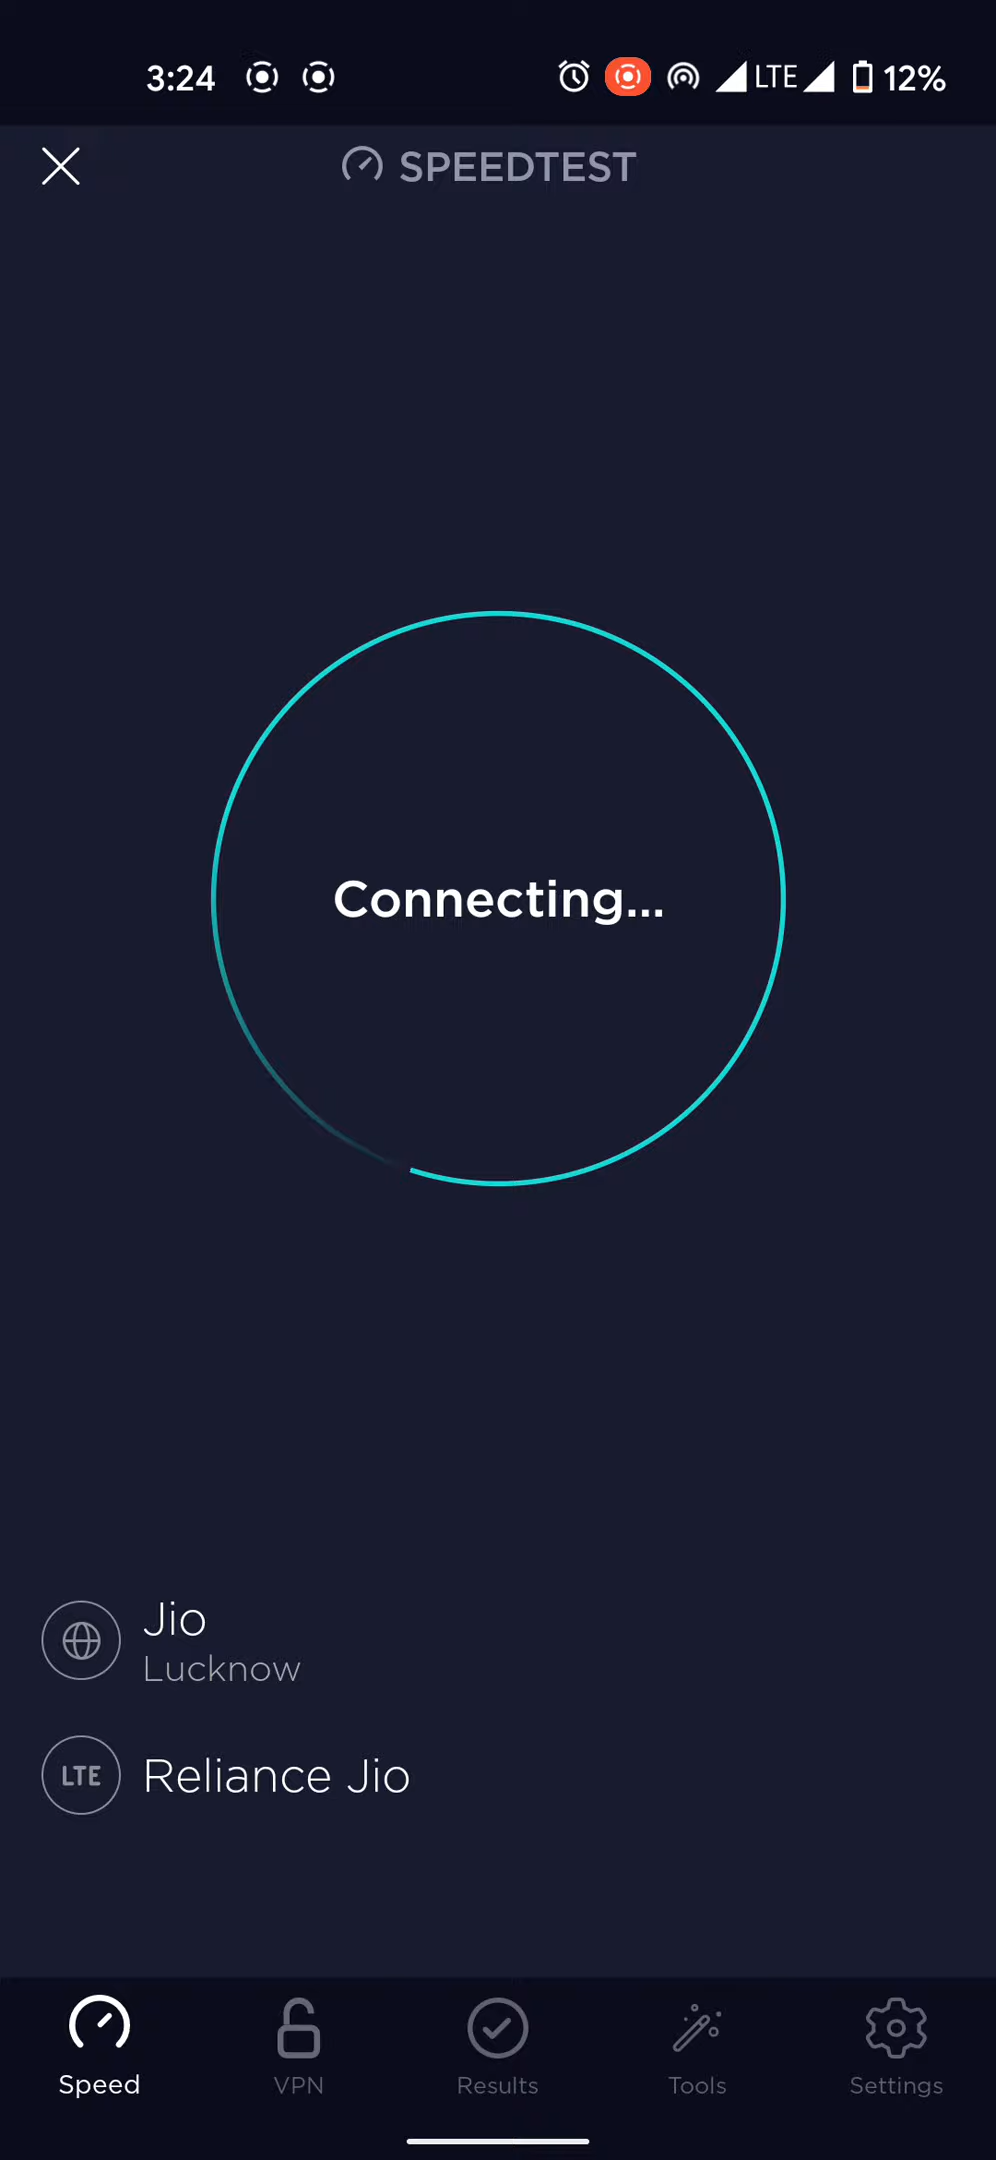 3:24 LTE 12%
SPEEDTEST
Connecting...
Jio
Lucknow
LTE Reliance Jio
Speed VPN Results Tools Settings